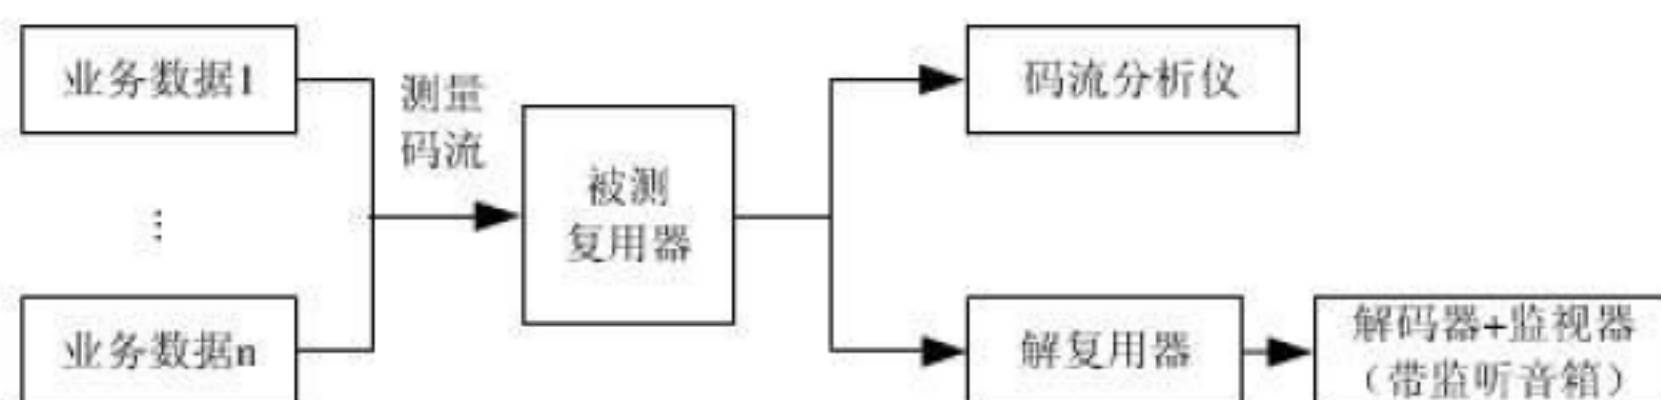 业务数据1
⋮
业务数据n
测量
码流
被测
复用器
码流分析仪
解复用器
解码器+监视器
（带监听音箱）